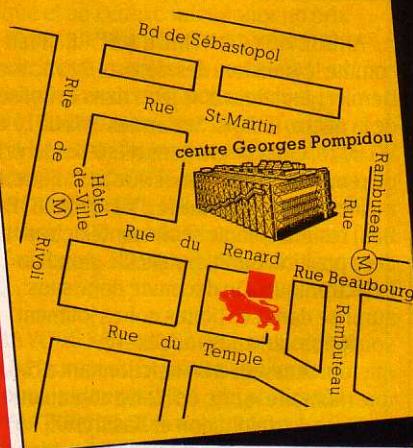 Bd de Sébastopol
Rue St-Martin
centre Georges Pompidou
Rue de Rivoli
Hôtel
de-Ville
M
Rue Rambuteau
M
Rue du Renard
Rue Beaubourg
Rue du Temple
Rambuteau